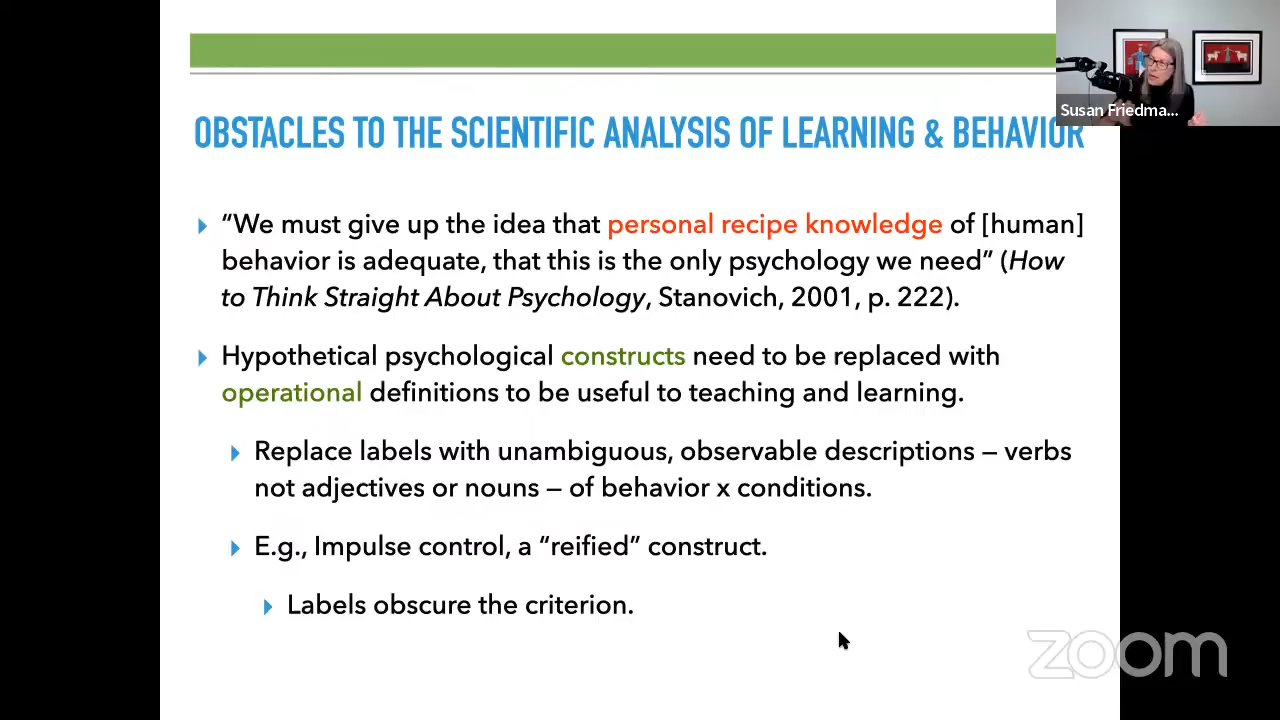 Susan Friedma...
OBSTACLES TO THE SCIENTIFIC ANALYSIS OF LEARNING & BEHAVIOR
“We must give up the idea that personal recipe knowledge of [human]
behavior is adequate, that this is the only psychology we need” (How
to Think Straight About Psychology, Stanovich, 2001, p. 222).
Hypothetical psychological constructs need to be replaced with
operational definitions to be useful to teaching and learning.
Replace labels with unambiguous, observable descriptions – verbs
not adjectives or nouns – of behavior x conditions.
E.g., Impulse control, a “reified” construct.
Labels obscure the criterion.
zoom